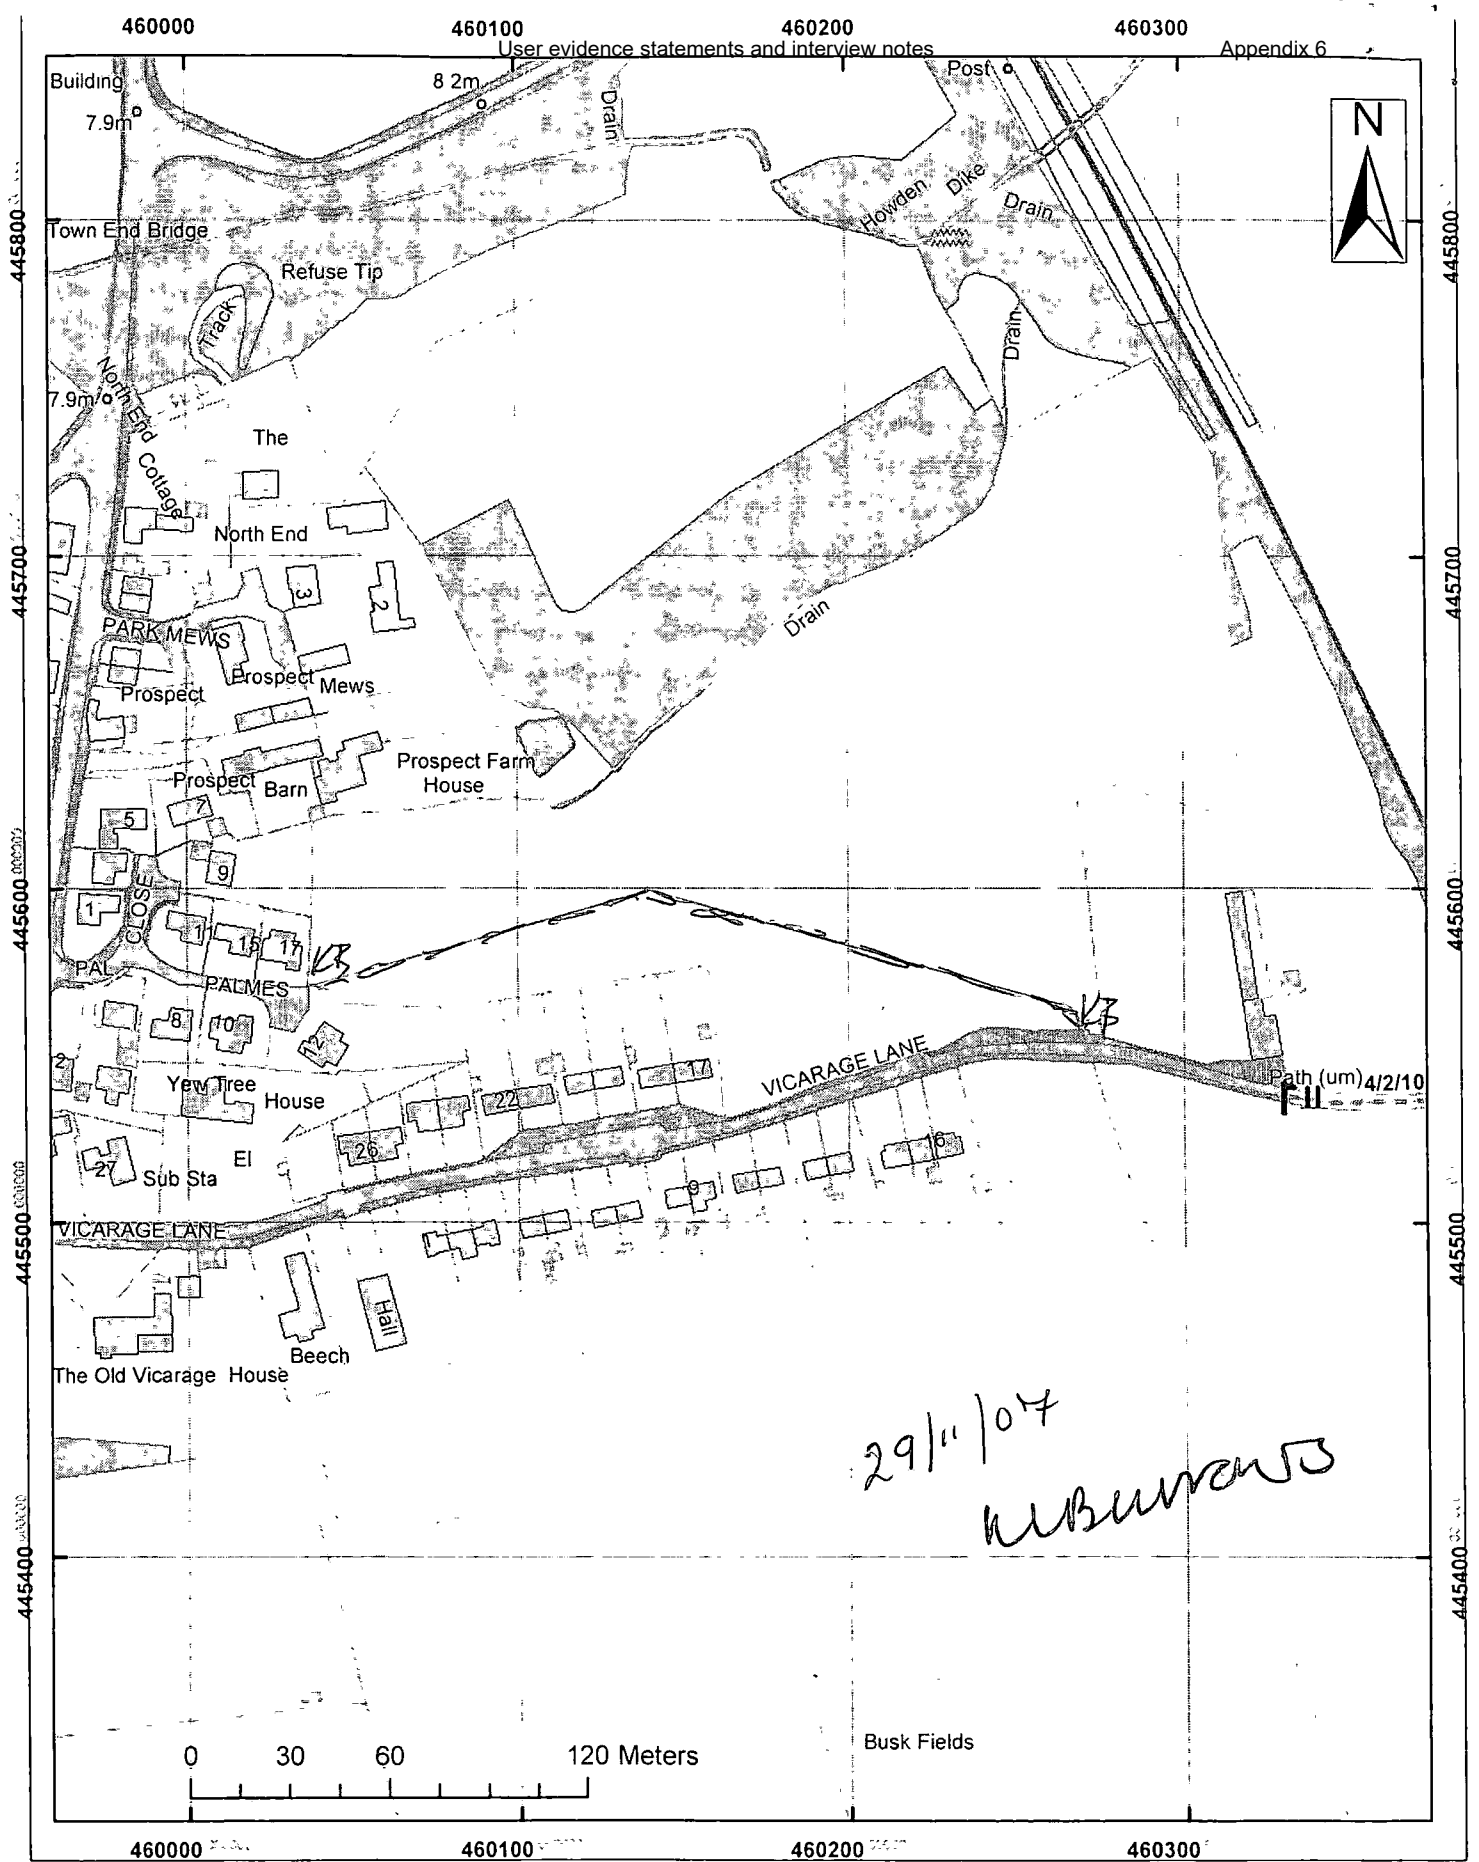 460000 460100 460200 460300
User evidence statements and interview notes Appendix 6
Building
7.9m
8 2m
Drain
Post
N
Howden Dike
Drain
445800
445800
Town End Bridge
Refuse Tip
Track
Drain
7.9m
North End Cottage
The
North End
445700
445700
3
2
Drain
PARK MEWS
Prospect
Prospect
Mews
Prospect Farm
House
Prospect
Barn
7
5
9
445600
445600
1
CLOSE
11
15
17
PAL
PALMES
KB
KB
8
10
12
2
Yew Tree
House
17
22
VICARAGE LANE
Path (um) 4/2/10
26
16
27
El
Sub Sta
9
445500
445500
VICARAGE LANE
1
Hall
Beech
The Old Vicarage House
29/11/07
445400
445400
Busk Fields
0 30 60 120 Meters
460000 460100 460200 460300